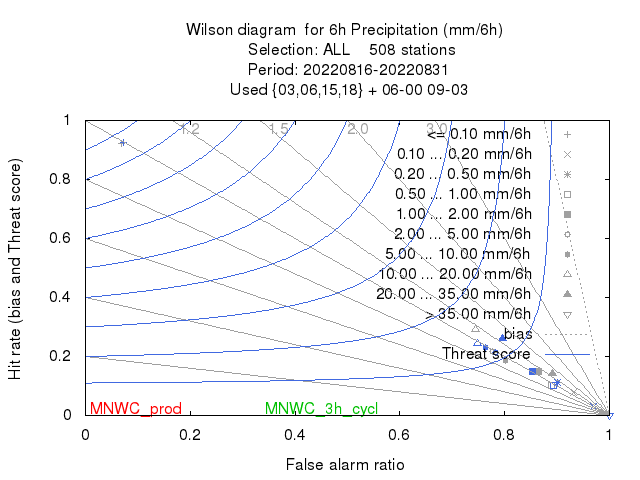 Wilson diagram  for 6h Precipitation (mm/6h)
Selection: ALL    508 stations
Period: 20220816-20220831
Used {03,06,15,18} + 06-00 09-03
Hit rate (bias and Threat score)
1
0.8
0.6
0.4
0.2
0
1.2
1.5
2.0
3.0
<= 0.10 mm/6h
0.10 ... 0.20 mm/6h
0.20 ... 0.50 mm/6h
0.50 ... 1.00 mm/6h
1.00 ... 2.00 mm/6h
2.00 ... 5.00 mm/6h
5.00 ... 10.00 mm/6h
10.00 ... 20.00 mm/6h
20.00 ... 35.00 mm/6h
> 35.00 mm/6h
bias
Threat score
MNWC_prod
MNWC_3h_cycl
0
0.2
0.4
0.6
0.8
1
False alarm ratio